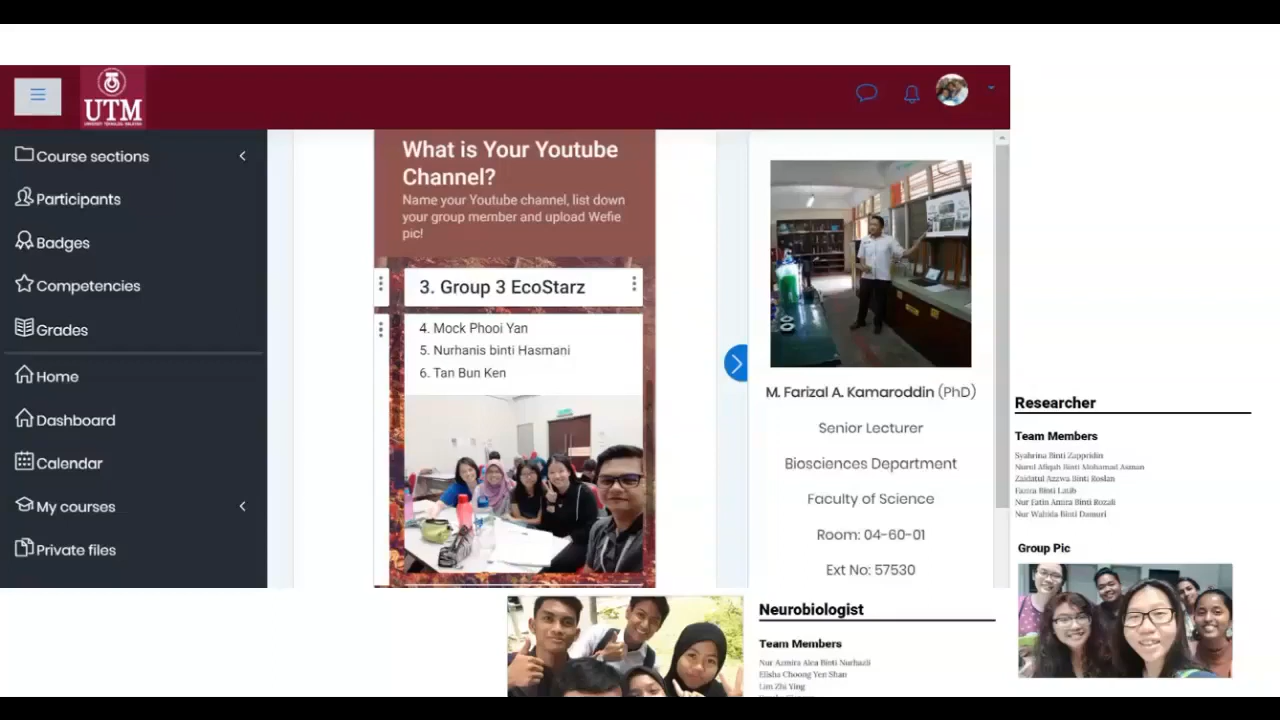 UTM
UNIVERSITI TEKNOLOGI MALAYSIA
Course sections
Participants
Badges
Competencies
Grades
Home
Dashboard
Calendar
My courses
Private files
What is Your Youtube
Channel?
Name your Youtube channel, list down
your group member and upload Wefie
pic!
3. Group 3 EcoStarz
4. Mock Phooi Yan
5. Nurhanis binti Hasmani
6. Tan Bun Ken
M. Farizal A. Kamaroddin (PhD)
Senior Lecturer
Biosciences Department
Faculty of Science
Room: 04-60-01
Ext No: 57530
Researcher
Team Members
Syahrina Binti Zappridin
Nurul Afiqah Binti Mohamad Asman
Zaidatul Azzwa Binti Roslan
Fazira Binti Latib
Nur Fatin Amira Binti Rozali
Nur Wahida Binti Damuri
Group Pic
Neurobiologist
Team Members
Nur Azmira Alea Binti Nurhazli
Elisha Choong Yen Shan
Lim Zhi Ying